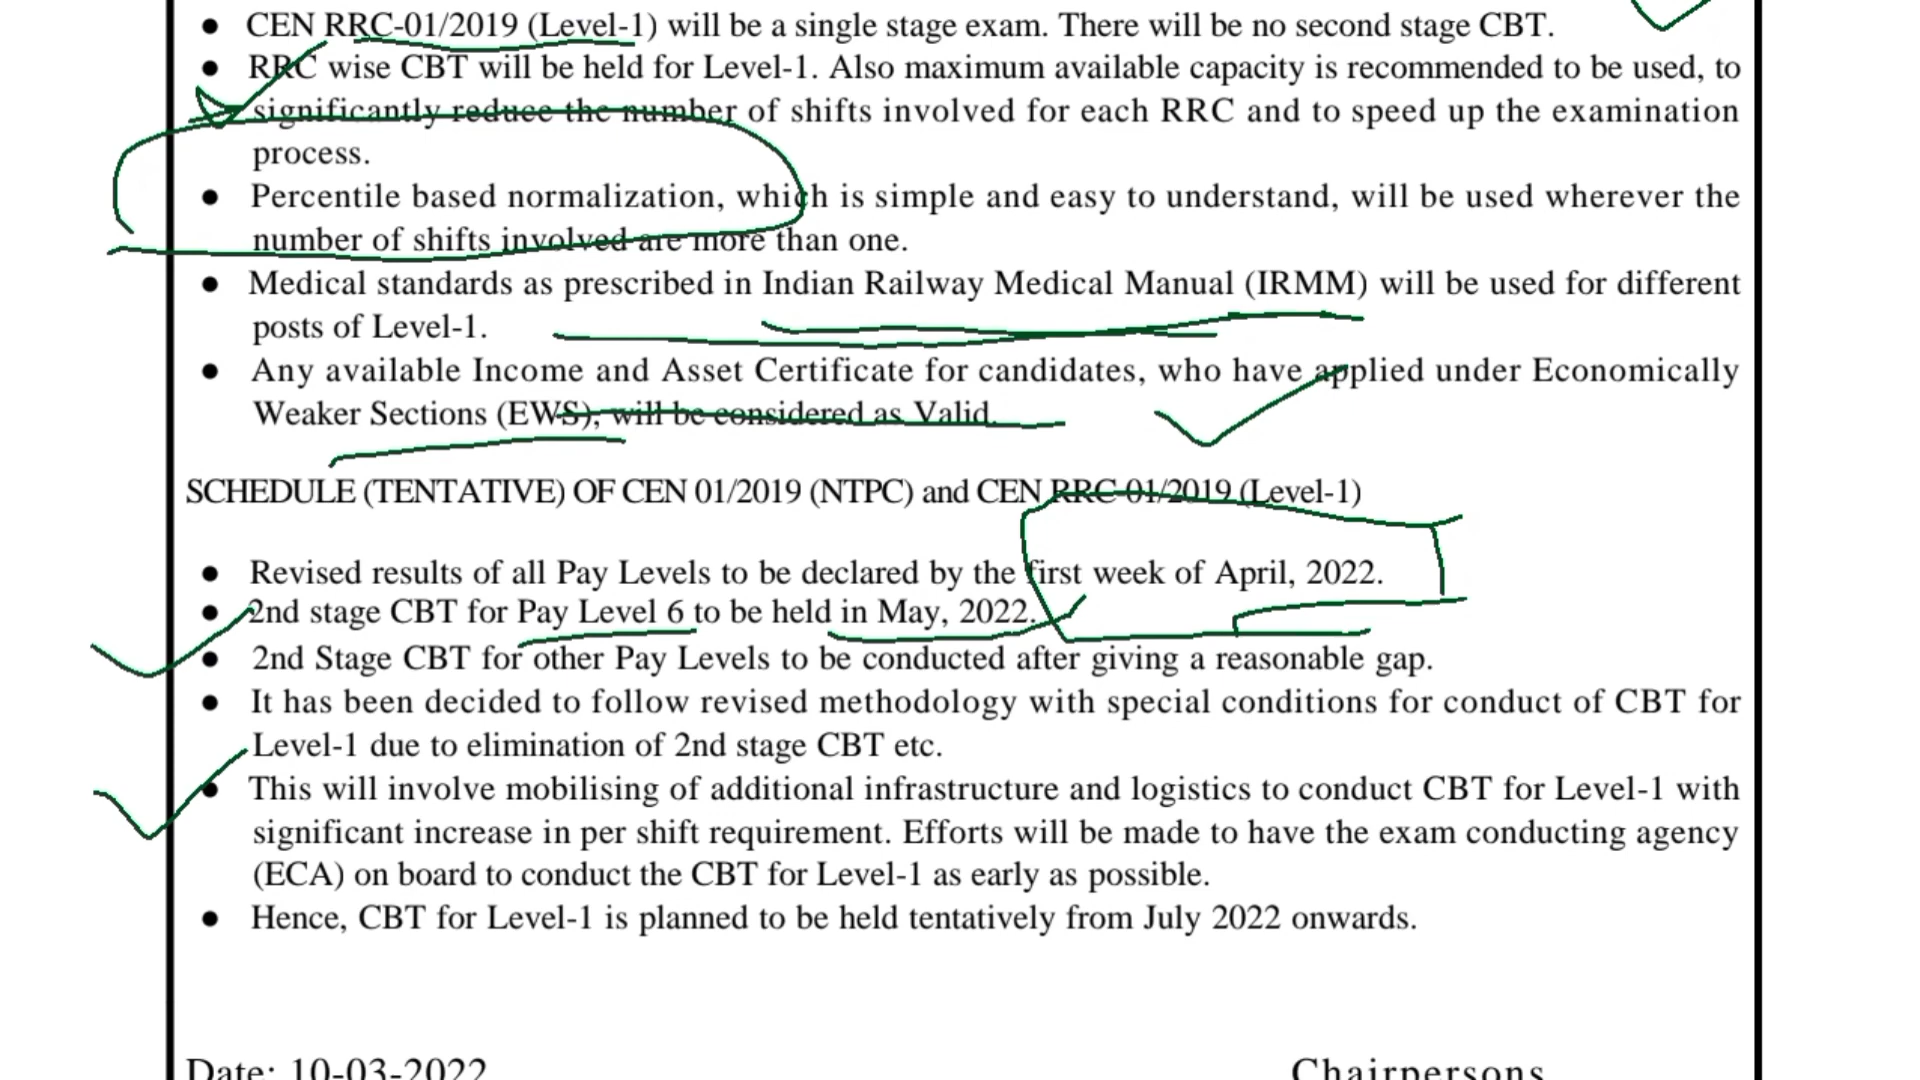 ● CEN RRC-01/2019 (Level-1) will be a single stage exam. There will be no second stage CBT.
● RRC wise CBT will be held for Level-1. Also maximum available capacity is recommended to be used, to
significantly reduce the number of shifts involved for each RRC and to speed up the examination
process.
● Percentile based normalization, which is simple and easy to understand, will be used wherever the
number of shifts involved are more than one.
● Medical standards as prescribed in Indian Railway Medical Manual (IRMM) will be used for different
posts of Level-1.
● Any available Income and Asset Certificate for candidates, who have applied under Economically
Weaker Sections (EWS), will be considered as Valid.
SCHEDULE (TENTATIVE) OF CEN 01/2019 (NTPC) and CEN RRC-01/2019 (Level-1)
● Revised results of all Pay Levels to be declared by the first week of April, 2022.
● 2nd stage CBT for Pay Level 6 to be held in May, 2022.
● 2nd Stage CBT for other Pay Levels to be conducted after giving a reasonable gap.
● It has been decided to follow revised methodology with special conditions for conduct of CBT for
Level-1 due to elimination of 2nd stage CBT etc.
● This will involve mobilising of additional infrastructure and logistics to conduct CBT for Level-1 with
significant increase in per shift requirement. Efforts will be made to have the exam conducting agency
(ECA) on board to conduct the CBT for Level-1 as early as possible.
● Hence, CBT for Level-1 is planned to be held tentatively from July 2022 onwards.
Date: 10-03-2022 Chairpersons